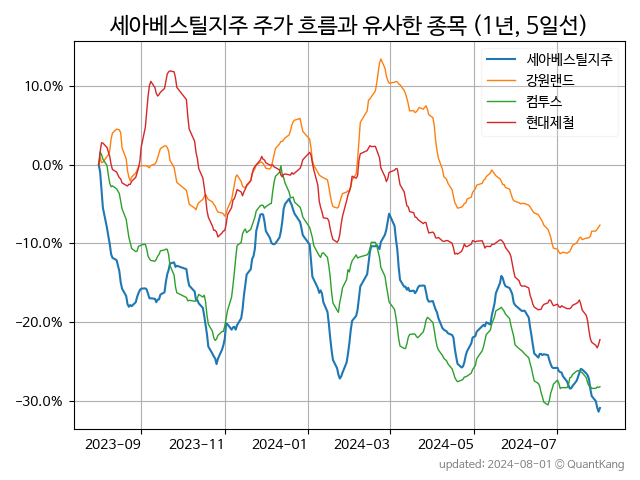 세아베스틸지주 주가 흐름과 유사한 종목 (1년, 5일선)
세아베스틸지주
강원랜드
컴투스
현대제철
10.0%
0.0%
−10.0%
−20.0%
−30.0%
2023-09 2023-11 2024-01 2024-03 2024-05 2024-07
updated: 2024-08-01 © QuantKang